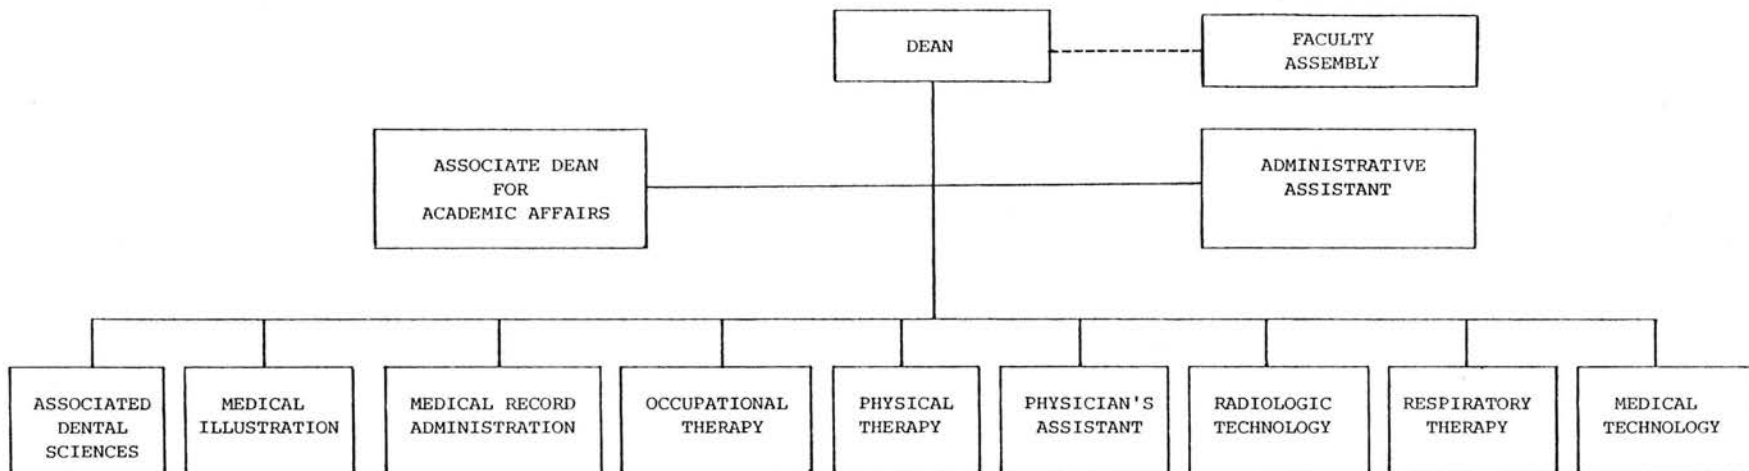 DEAN
FACULTY
ASSEMBLY
ASSOCIATE DEAN
FOR
ACADEMIC AFFAIRS
ADMINISTRATIVE
ASSISTANT
ASSOCIATED
DENTAL
SCIENCES
MEDICAL
ILLUSTRATION
MEDICAL RECORD
ADMINISTRATION
OCCUPATIONAL
THERAPY
PHYSICAL
THERAPY
PHYSICIAN'S
ASSISTANT
RADIOLOGIC
TECHNOLOGY
RESPIRATORY
THERAPY
MEDICAL
TECHNOLOGY